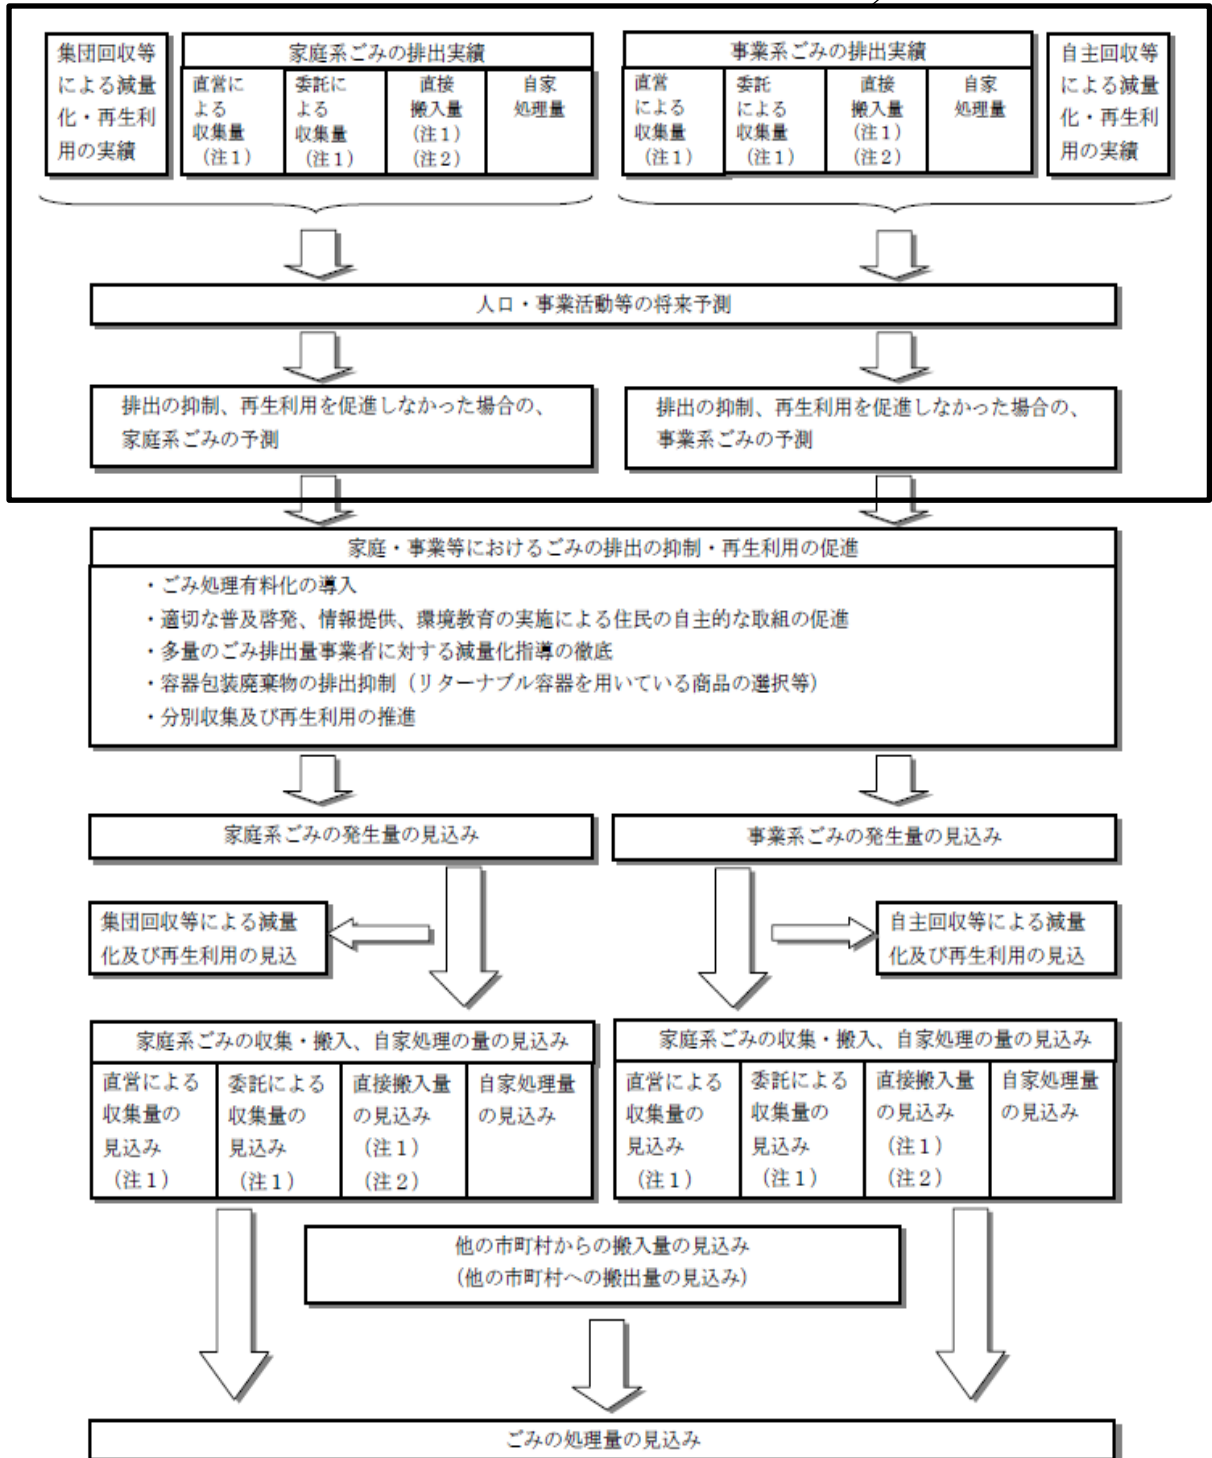 集団回収等
による減量
化・再生利
用の実績
家庭系ごみの排出実績
直営に
よる
収集量
（注１）
委託に
よる
収集量
（注１）
直接
搬入量
（注１）
（注２）
自家
処理量
事業系ごみの排出実績
直営
による
収集量
（注１）
委託
による
収集量
（注１）
直接
搬入量
（注１）
（注２）
自家
処理量
自主回収等
による減量
化・再生利
用の実績
人口・事業活動等の将来予測
排出の抑制、再生利用を促進しなかった場合の、
家庭系ごみの予測
排出の抑制、再生利用を促進しなかった場合の、
事業系ごみの予測
家庭・事業等におけるごみの排出の抑制・再生利用の促進
・ごみ処理有料化の導入
・適切な普及啓発、情報提供、環境教育の実施による住民の自主的な取組の促進
・多量のごみ排出量事業者に対する減量化指導の徹底
・容器包装廃棄物の排出抑制（リターナブル容器を用いている商品の選択等）
・分別収集及び再生利用の推進
家庭系ごみの発生量の見込み
事業系ごみの発生量の見込み
集団回収等による減量
化及び再生利用の見込
自主回収等による減量
化及び再生利用の見込
家庭系ごみの収集・搬入、自家処理の量の見込み
直営による
収集量の
見込み
（注１）
委託による
収集量の
見込み
（注１）
直接搬入量
の見込み
（注１）
（注２）
自家処理量
の見込み
家庭系ごみの収集・搬入、自家処理の量の見込み
直営による
収集量の
見込み
（注１）
委託による
収集量の
見込み
（注１）
直接搬入量
の見込み
（注１）
（注２）
自家処理量
の見込み
他の市町村からの搬入量の見込み
（他の市町村への搬出量の見込み）
ごみの処理量の見込み